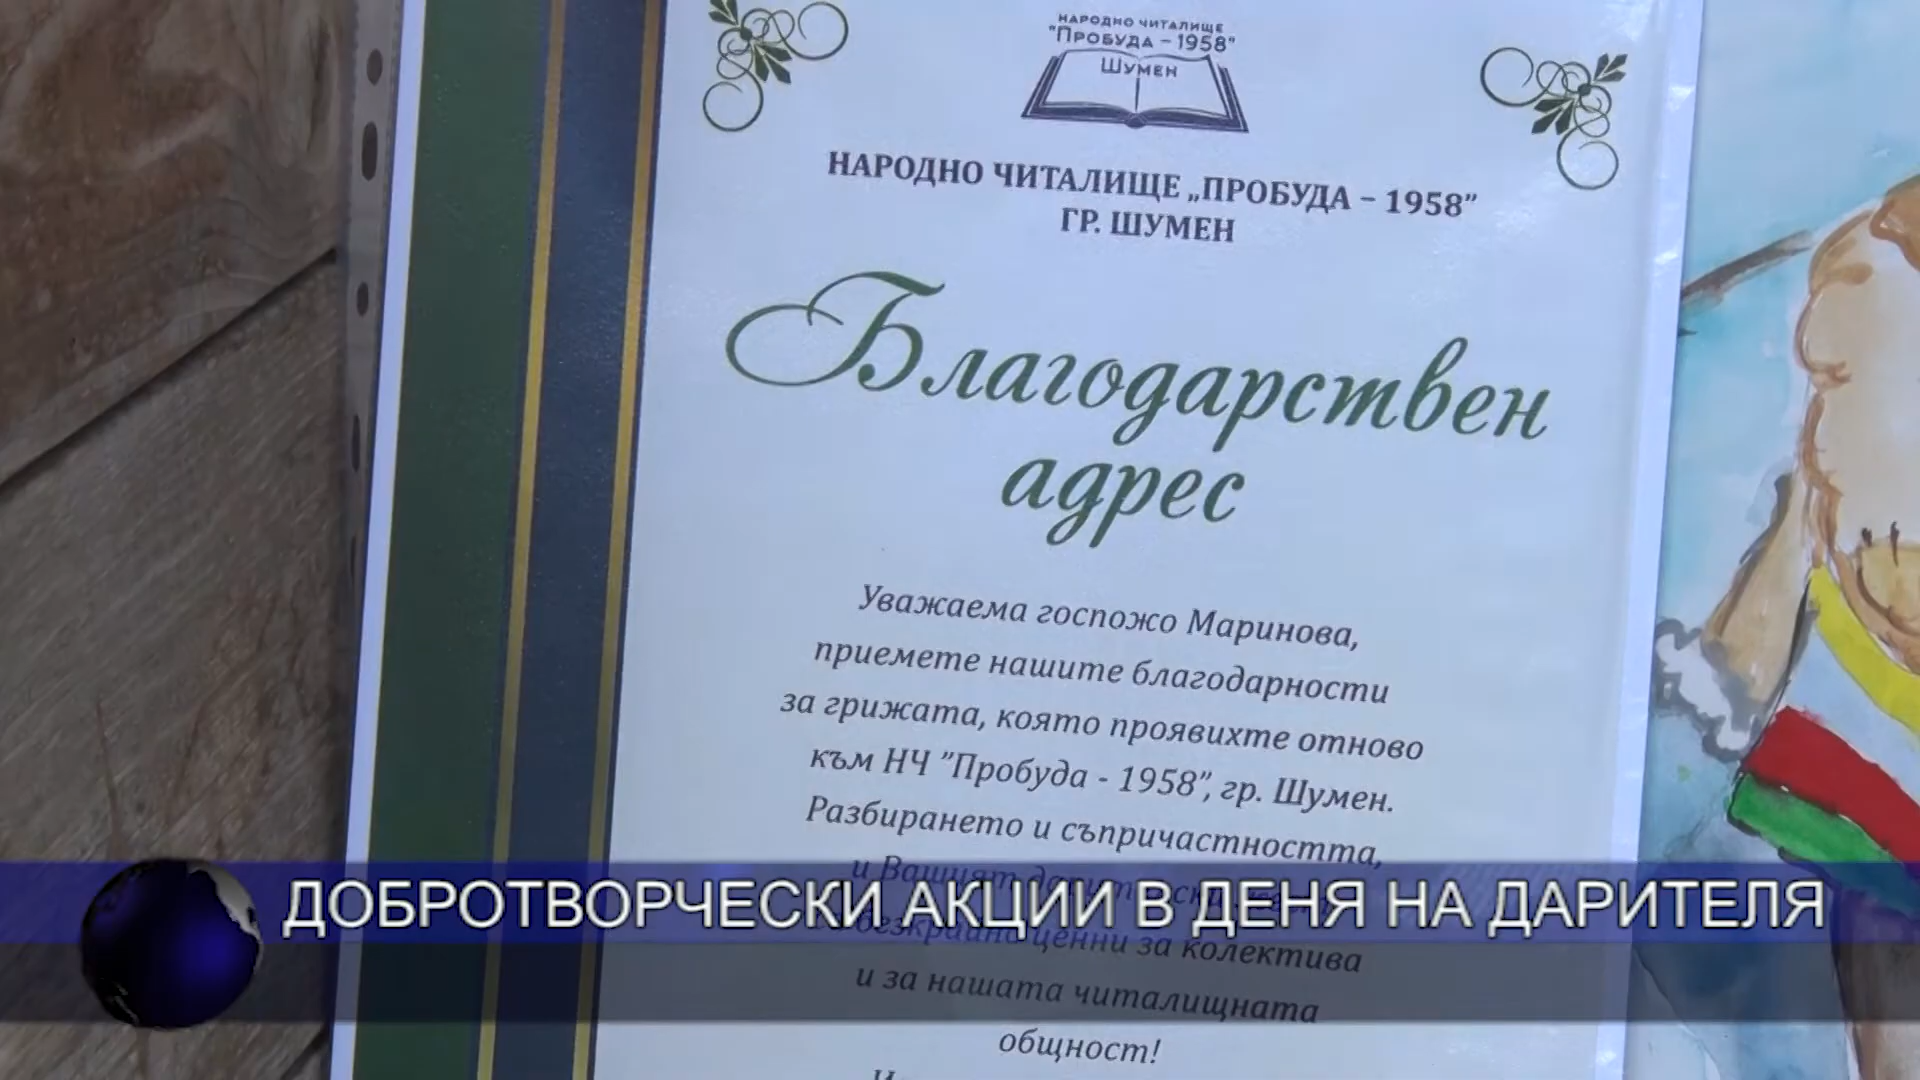 НАРОДНО ЧИТАЛИЩЕ
"ПРОБУДА – 1958"
ШУМЕН
НАРОДНО ЧИТАЛИЩЕ „ПРОБУДА – 1958”
ГР. ШУМЕН
Благодарствен
адрес
Уважаема госпожо Маринова,
приемете нашите благодарности
за грижата, която проявихте отново
към НЧ ”Пробуда - 1958”, гр. Шумен.
Разбирането и съпричастността,
и Вашият
ДОБРОТВОРЧЕСКИ АКЦИИ В ДЕНЯ НА ДАРИТЕЛЯ
безкрайно ценни за колектива
и за нашата читалищната
общност!